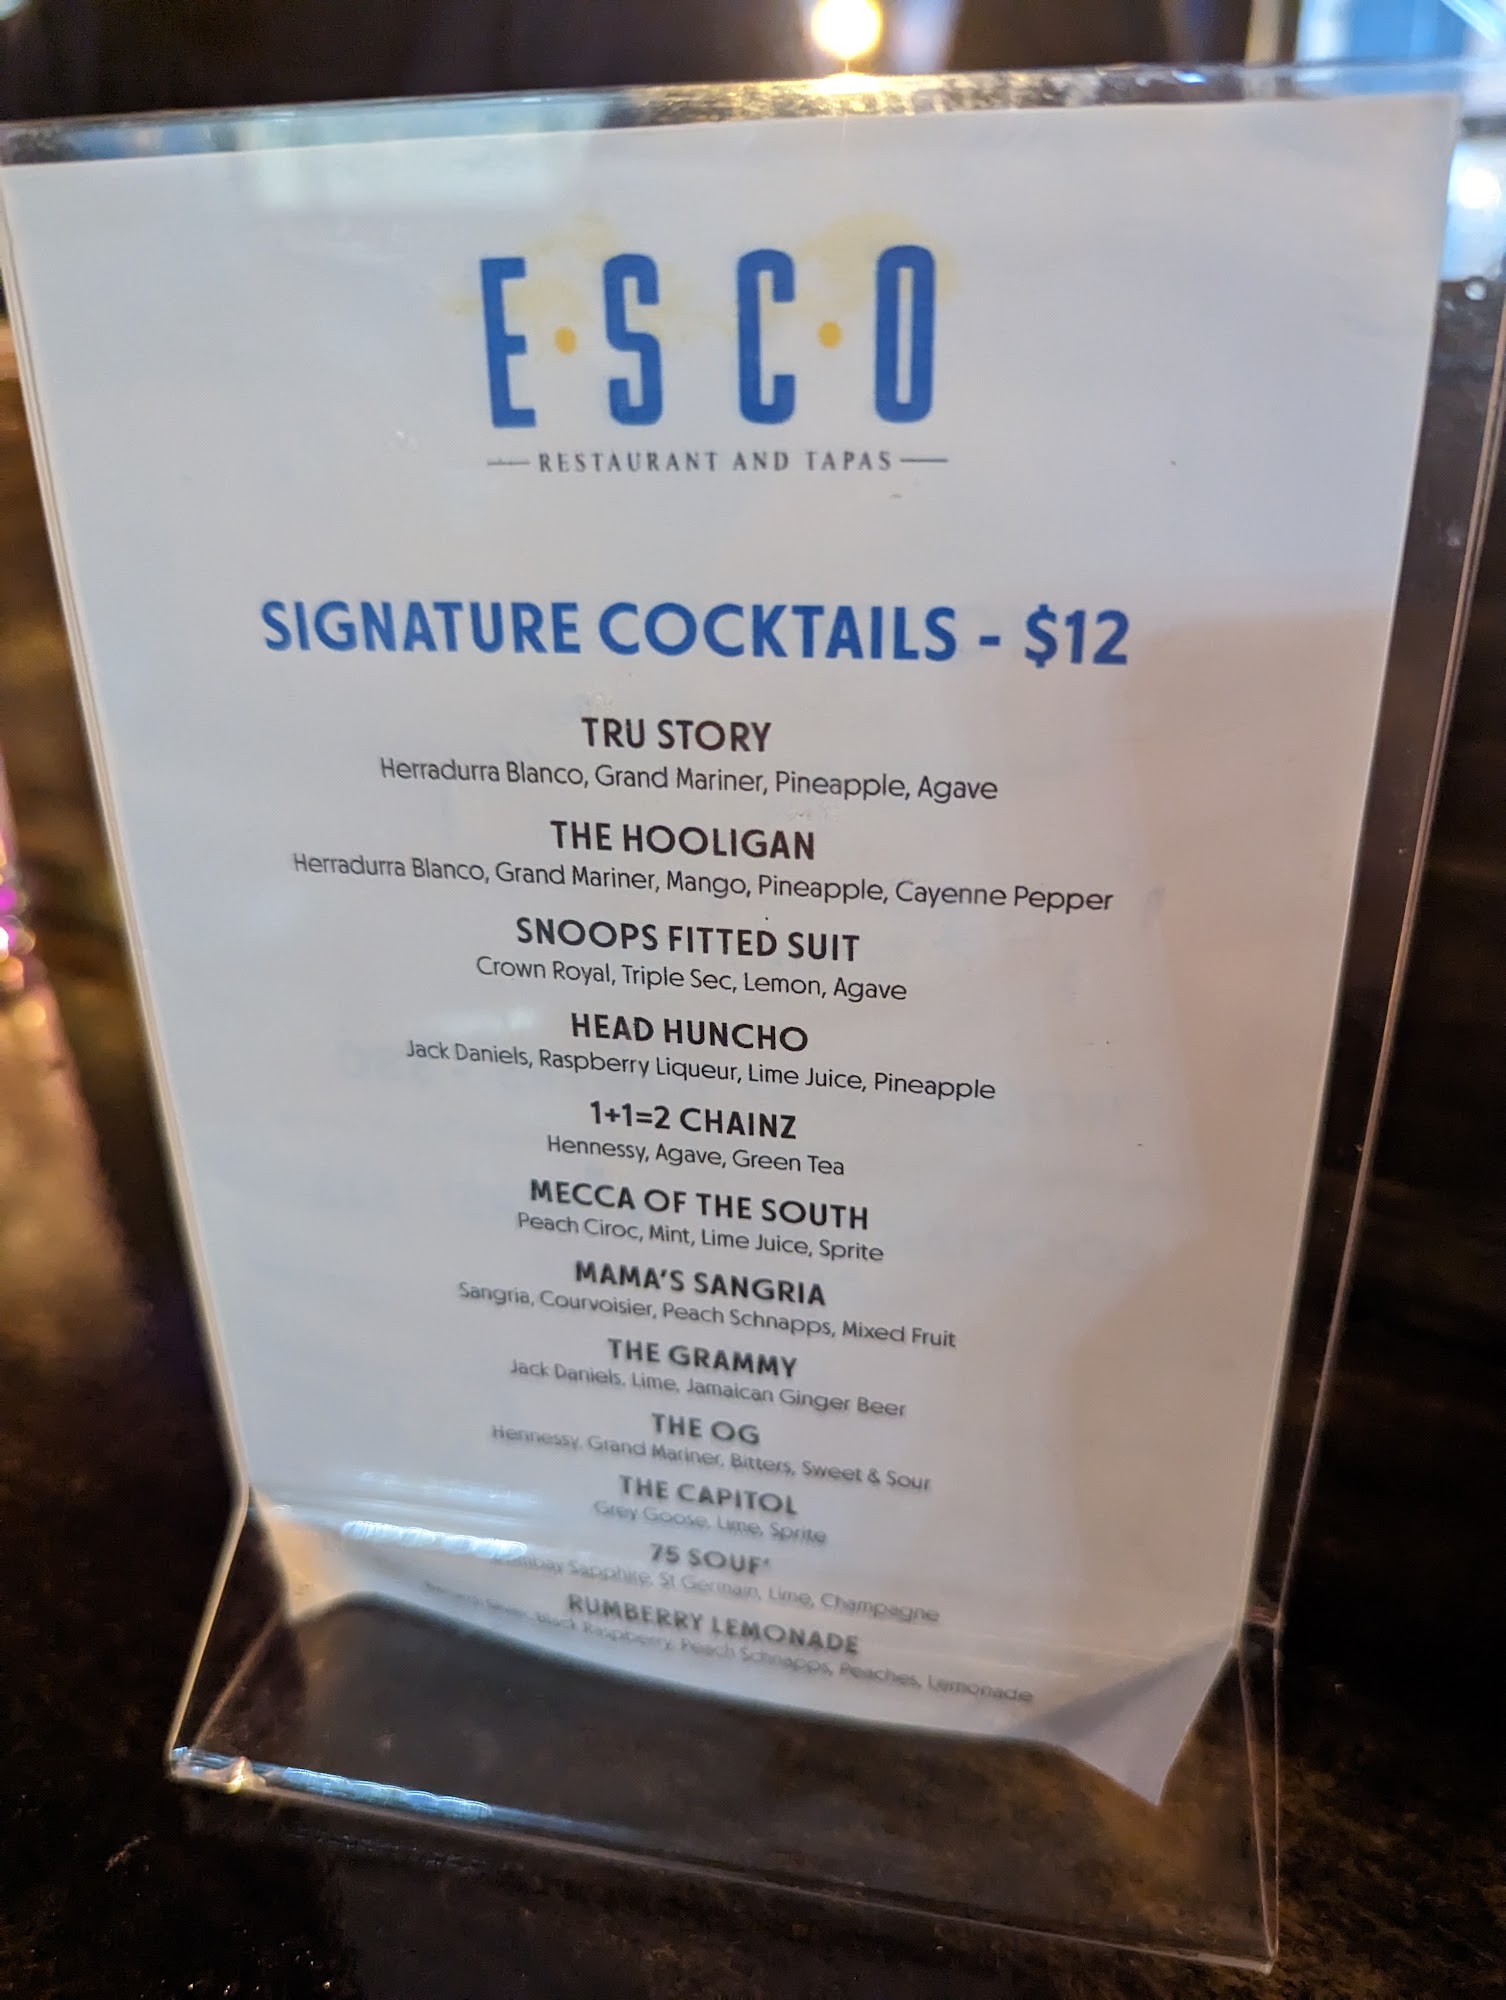 E•SC•O
RESTAURANT AND TAPAS
SIGNATURE COCKTAILS - $12
TRU STORY
Herradurra Blanco, Grand Mariner, Pineapple, Agave
THE HOOLIGAN
Herradurra Blanco, Grand Mariner, Mango, Pineapple, Cayenne Pepper
SNOOPS FITTED SUIT
Crown Royal, Triple Sec, Lemon, Agave
HEAD HUNCHO
Jack Daniels, Raspberry Liqueur, Lime Juice, Pineapple
1+1=2 CHAINZ
Hennessy, Agave, Green Tea
MECCA OF THE SOUTH
Peach Ciroc, Mint, Lime Juice, Sprite
MAMA'S SANGRIA
Sangria, Courvoisier, Peach Schnapps, Mixed Fruit
THE GRAMMY
Jack Daniels, Lime, Jamaican Ginger Beer
THE OG
Hennessy, Grand Mariner, Bitters, Sweet & Sour
THE CAPITOL
Grey Goose, Lime, Sprite
75 SOUF'
Sapphire, St Germain, Lime, Champagne
RUMBERRY LEMONADE
Black Raspberry, Peach Schnapps, Peaches, Lemonade